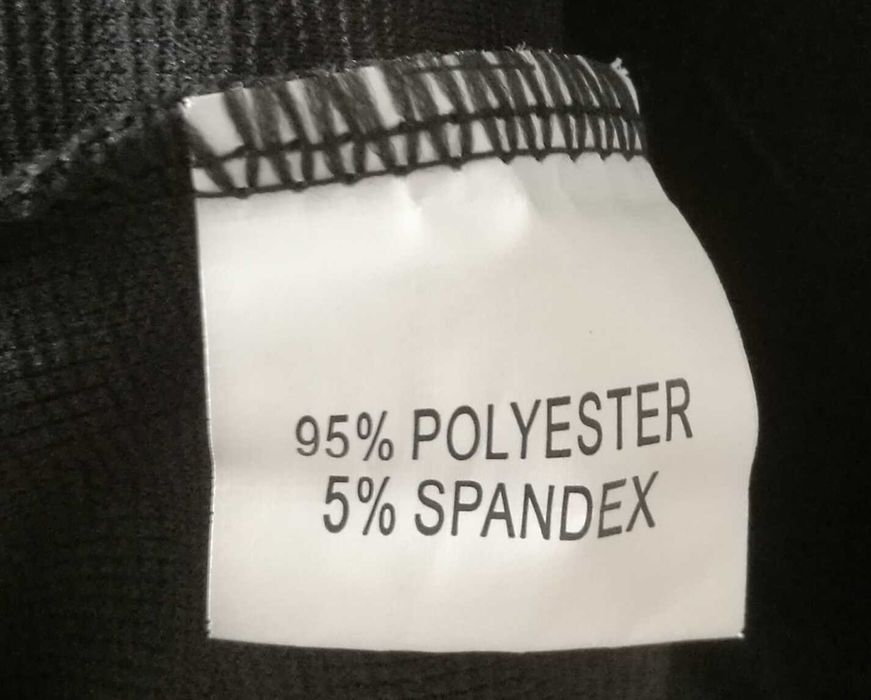 95% POLYESTER
5% SPANDEX